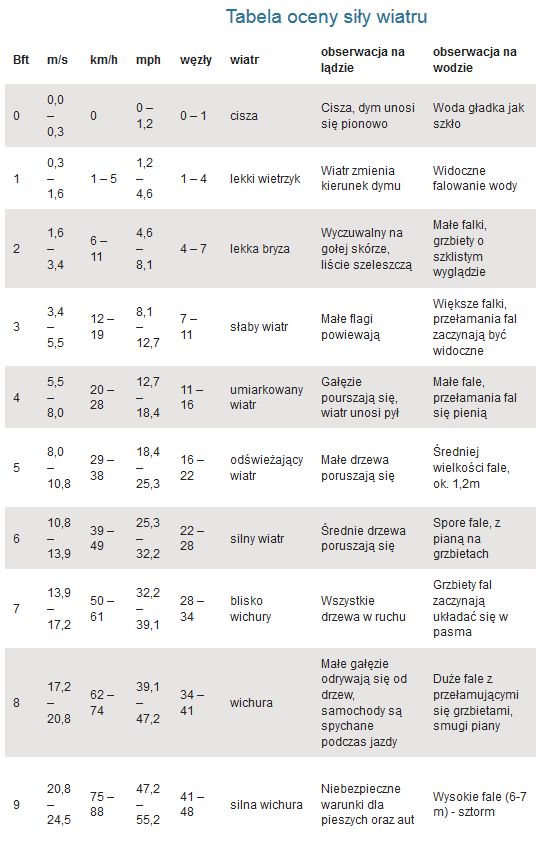 Tabela oceny siły wiatru
Bft m/s km/h mph węzły wiatr obserwacja na lądzie obserwacja na wodzie
0 0,0 – 0,3 0 0 – 1,2 0 – 1 cisza Cisza, dym unosi się pionowo Woda gładka jak szkło
1 0,3 – 1,6 1 – 5 1,2 – 4,6 1 – 4 lekki wietrzyk Wiatr zmienia kierunek dymu Widoczne falowanie wody
2 1,6 – 3,4 6 – 11 4,6 – 8,1 4 – 7 lekka bryza Wyczuwalny na gołej skórze, liście szeleszczą Małe falki, grzbiety o szklistym wyglądzie
3 3,4 – 5,5 12 – 19 8,1 – 12,7 7 – 11 słaby wiatr Małe flagi powiewają Większe falki, przełamania fal zaczynają być widoczne
4 5,5 – 8,0 20 – 28 12,7 – 18,4 11 – 16 umiarkowany wiatr Gałęzie pourszają się, wiatr unosi pył Małe fale, przełamania fal się pienią
5 8,0 – 10,8 29 – 38 18,4 – 25,3 16 – 22 odświeżający wiatr Małe drzewa poruszają się Średniej wielkości fale, ok. 1,2m
6 10,8 – 13,9 39 – 49 25,3 – 32,2 22 – 28 silny wiatr Średnie drzewa poruszają się Spore fale, z pianą na grzbietach
7 13,9 – 17,2 50 – 61 32,2 – 39,1 28 – 34 blisko wichury Wszystkie drzewa w ruchu Grzbiety fal zaczynają układać się w pasma
8 17,2 – 20,8 62 – 74 39,1 – 47,2 34 – 41 wichura Małe gałęzie odrywają się od drzew, samochody są spychane podczas jazdy Duże fale z przełamującymi się grzbietami, smugi piany
9 20,8 – 24,5 75 – 88 47,2 – 55,2 41 – 48 silna wichura Niebezpieczne warunki dla pieszych oraz aut Wysokie fale (6-7 m) - sztorm